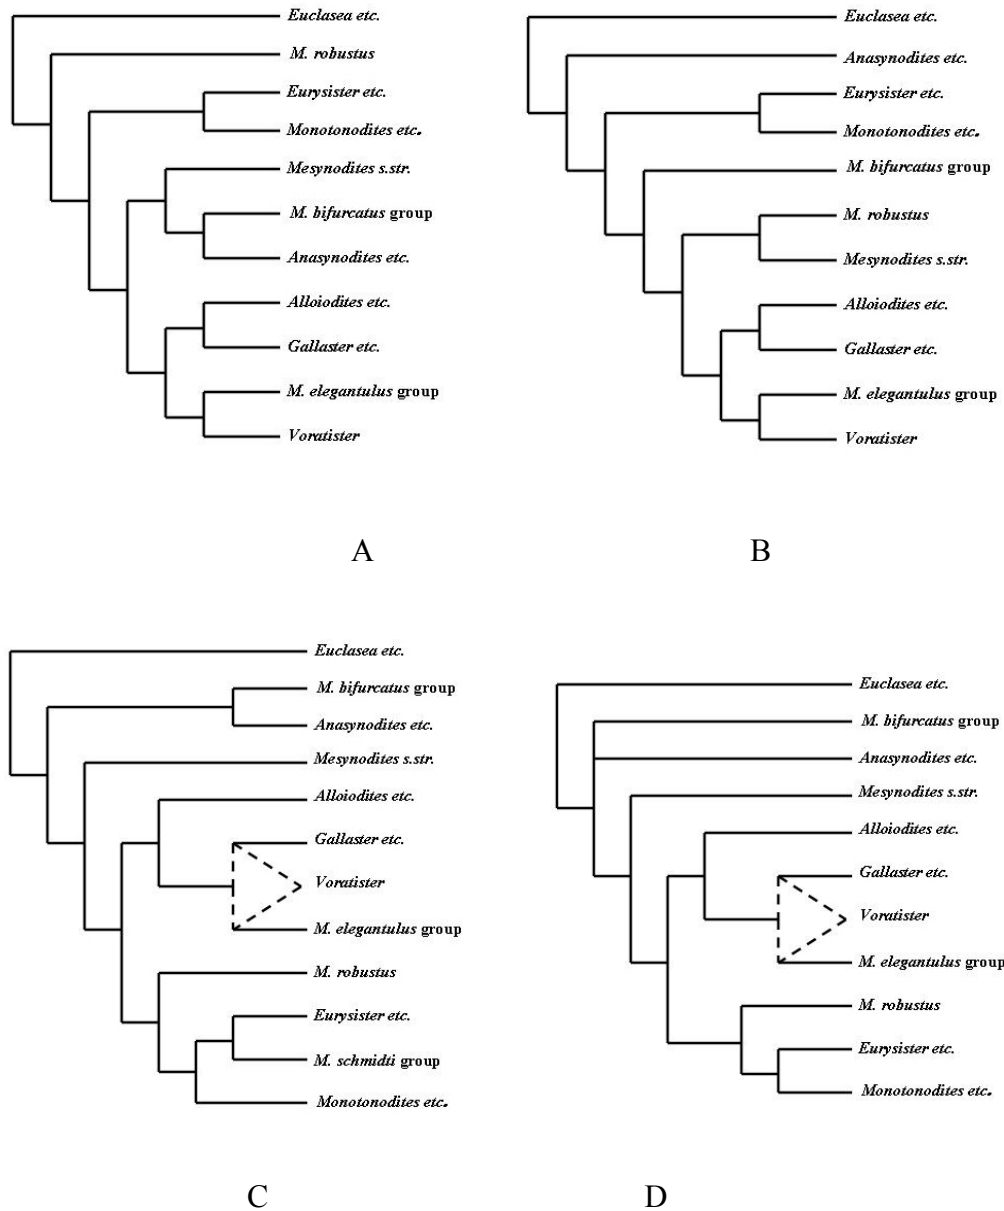 Euclasea etc.
M. robustus
Eurysister etc.
Monotonodites etc.
Mesynodites s.str.
M. bifurcatus group
Anasynodites etc.
Alloiodites etc.
Gallaster etc.
M. elegantulus group
Voratister
A
Euclasea etc.
Anasynodites etc.
Eurysister etc.
Monotonodites etc.
M. bifurcatus group
M. robustus
Mesynodites s.str.
Alloiodites etc.
Gallaster etc.
M. elegantulus group
Voratister
B
Euclasea etc.
M. bifurcatus group
Anasynodites etc.
Mesynodites s.str.
Alloiodites etc.
Gallaster etc.
Voratister
M. elegantulus group
M. robustus
Eurysister etc.
M. schmidti group
Monotonodites etc.
C
Euclasea etc.
M. bifurcatus group
Anasynodites etc.
Mesynodites s.str.
Alloiodites etc.
Gallaster etc.
Voratister
M. elegantulus group
M. robustus
Eurysister etc.
Monotonodites etc.
D